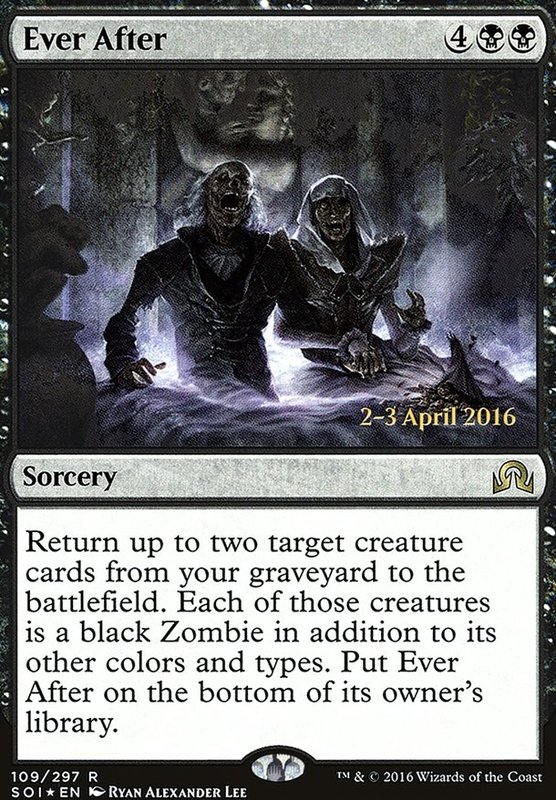 Ever After 4
2-3 April 2016
Sorcery
Return up to two target creature
cards from your graveyard to the
battlefield. Each of those creatures
is a black Zombie in addition to its
other colors and types. Put Ever
After on the bottom of its owner's
library.
109/297 R
SOI★EN Ryan Alexander Lee
™ & © 2016 Wizards of the Coast